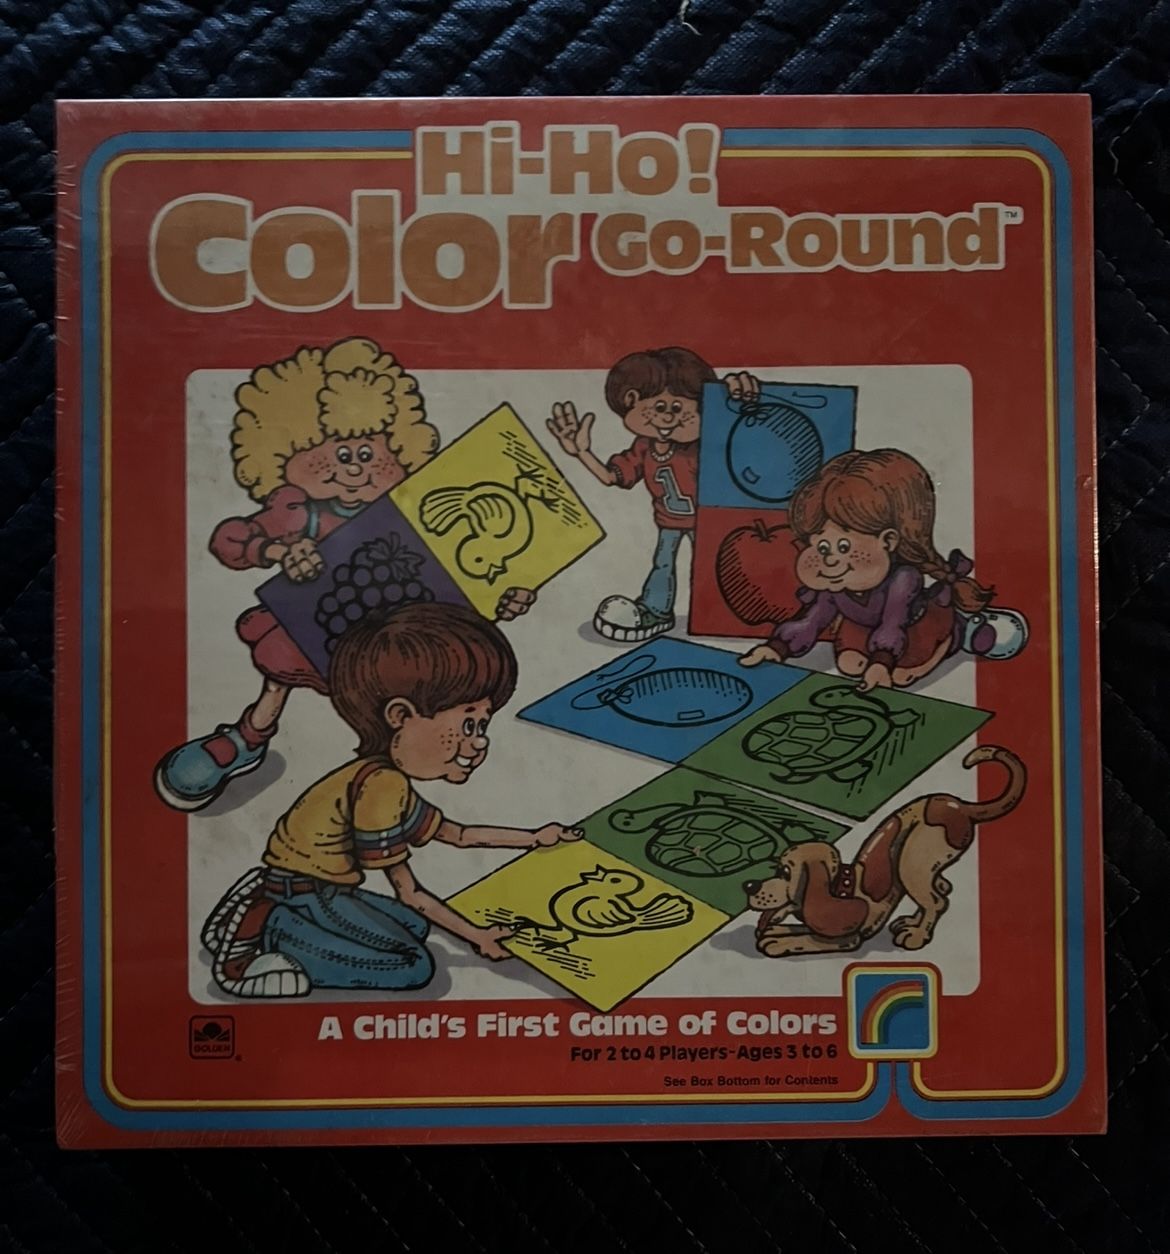 Hi-Ho!
Color Go-Round™
1
A Child's First Game of Colors
For 2 to 4 Players-Ages 3 to 6
See Box Bottom for Contents
GOLDEN®